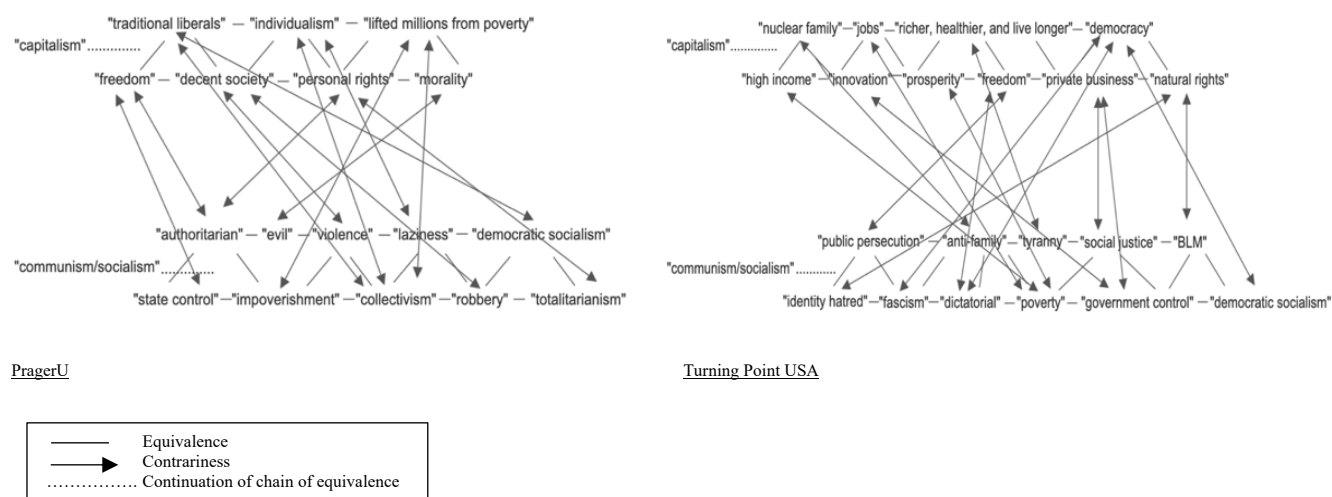 "traditional liberals" — "individualism" — "lifted millions from poverty"
"capitalism"..............
"freedom" — "decent society" — "personal rights" — "morality"
"authoritarian" — "evil" — "violence" — "laziness" — "democratic socialism"
"communism/socialism"............
"state control" — "impoverishment" — "collectivism" — "robbery" — "totalitarianism"
PragerU
"nuclear family" — "jobs" — "richer, healthier, and live longer" — "democracy"
"capitalism"..............
"high income" — "innovation" — "prosperity" — "freedom" — "private business" — "natural rights"
"public persecution" — "anti-family" — "tyranny" — "social justice" — "BLM"
"communism/socialism"............
"identity hatred" — "fascism" — "dictatorial" — "poverty" — "government control" — "democratic socialism"
Turning Point USA
Equivalence
Contrariness
................ Continuation of chain of equivalence